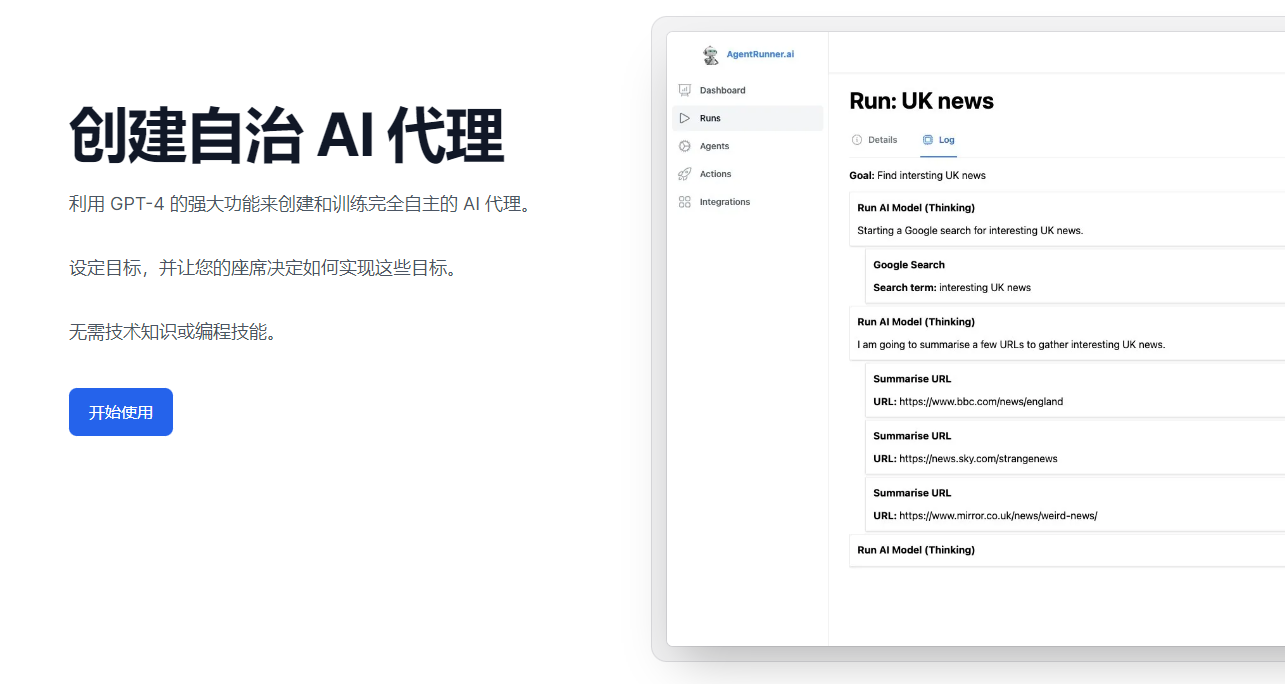 创建自治 AI 代理
利用 GPT-4 的强大功能来创建和训练完全自主的 AI 代理。
设定目标，并让您的座席决定如何实现这些目标。
无需技术知识或编程技能。
开始使用
AgentRunner.ai
Dashboard
Runs
Agents
Actions
Integrations
Run: UK news
Details
Log
Goal: Find intersting UK news
Run AI Model (Thinking)
Starting a Google search for interesting UK news.
Google Search
Search term: interesting UK news
Run AI Model (Thinking)
I am going to summarise a few URLs to gather interesting UK news.
Summarise URL
URL: https://www.bbc.com/news/england
Summarise URL
URL: https://news.sky.com/strangenews
Summarise URL
URL: https://www.mirror.co.uk/news/weird-news/
Run AI Model (Thinking)